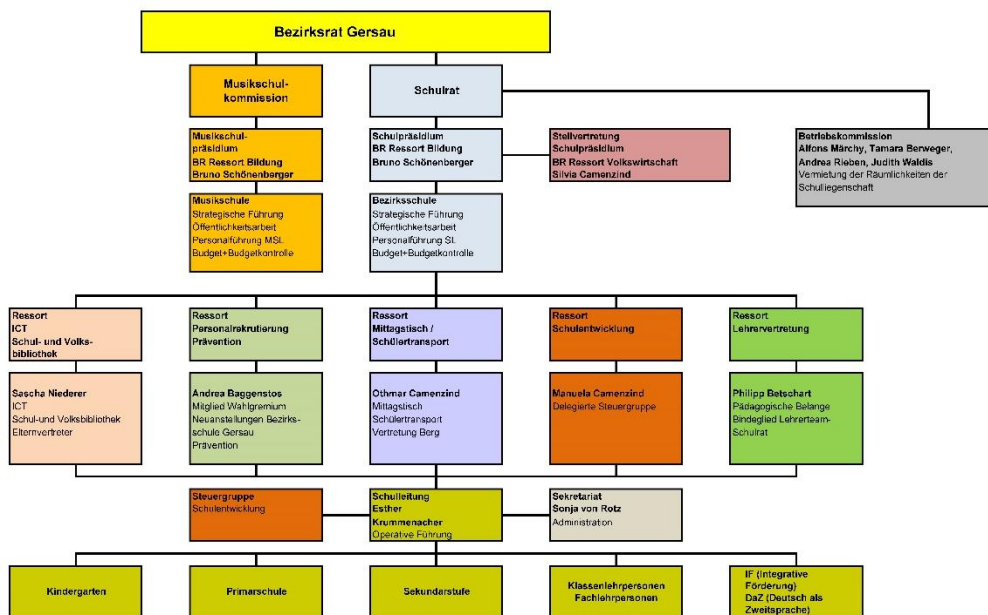 Bezirksrat Gersau
Musikschul-
kommission
Schulrat
Musikschul-
präsidium
BR Ressort Bildung
Bruno Schönenberger
Schulpräsidium
BR Ressort Bildung
Bruno Schönenberger
Stellvertretung
Schulpräsidium
BR Ressort Volkswirtschaft
Silvia Camenzind
Betriebskommission
Alfons Märchy, Tamara Berweger,
Andrea Rieben, Judith Waldis
Vermietung der Räumlichkeiten der
Schulliegenschaft
Musikschule
Strategische Führung
Öffentlichkeitsarbeit
Personalführung MSL
Budget+Budgetkontrolle
Bezirksschule
Strategische Führung
Öffentlichkeitsarbeit
Personalführung SL
Budget+Budgetkontrolle
Ressort
ICT
Schul- und Volks-
bibliothek
Ressort
Personalrekrutierung
Prävention
Ressort
Mittagstisch /
Schülertransport
Ressort
Schulentwicklung
Ressort
Lehrervertretung
Sascha Niederer
ICT
Schul-und Volksbibliothek
Elternvertreter
Andrea Baggenstos
Mitglied Wahlgremium
Neuanstellungen Bezirks-
schule Gersau
Prävention
Othmar Camenzind
Mittagstisch
Schülertransport
Vertretung Berg
Manuela Camenzind
Delegierte Steuergruppe
Philipp Betschart
Pädagogische Belange
Bindeglied Lehrerteam-
Schulrat
Steuergruppe
Schulentwicklung
Schulleitung
Esther
Krummenacher
Operative Führung
Sekretariat
Sonja von Rotz
Administration
Kindergarten
Primarschule
Sekundarstufe
Klassenlehrpersonen
Fachlehrpersonen
IF (Integrative
Förderung)
DaZ (Deutsch als
Zweitsprache)